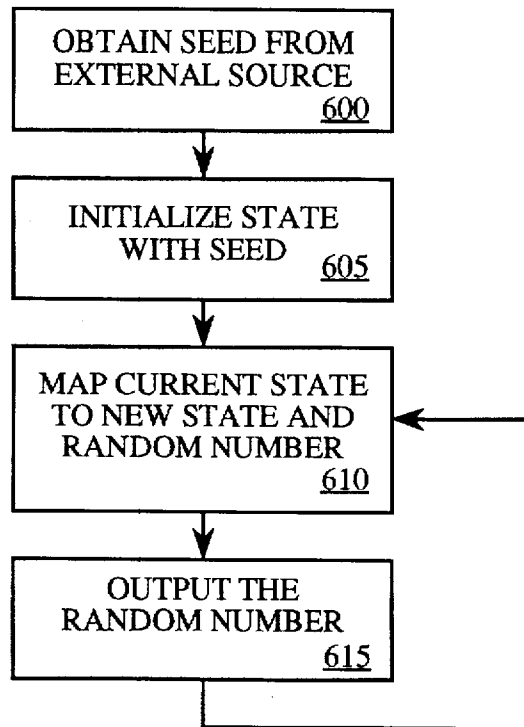 OBTAIN SEED FROM
EXTERNAL SOURCE
600
INITIALIZE STATE
WITH SEED
605
MAP CURRENT STATE
TO NEW STATE AND
RANDOM NUMBER
610
OUTPUT THE
RANDOM NUMBER
615